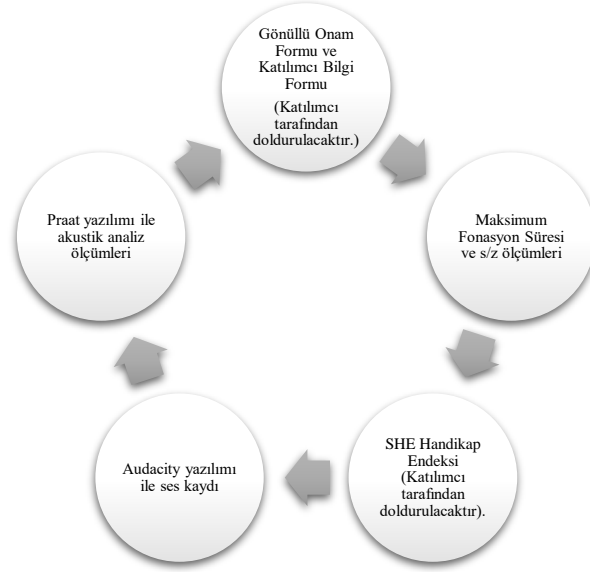 Gönüllü Onam
Formu ve
Katılımcı Bilgi
Formu
(Katılımcı
tarafından
doldurulacaktır.)
Maksimum
Fonasyon Süresi
ve s/z ölçümleri
SHE Handikap
Endeksi
(Katılımcı
tarafından
doldurulacaktır).
Audacity yazılımı
ile ses kaydı
Praat yazılımı ile
akustik analiz
ölçümleri